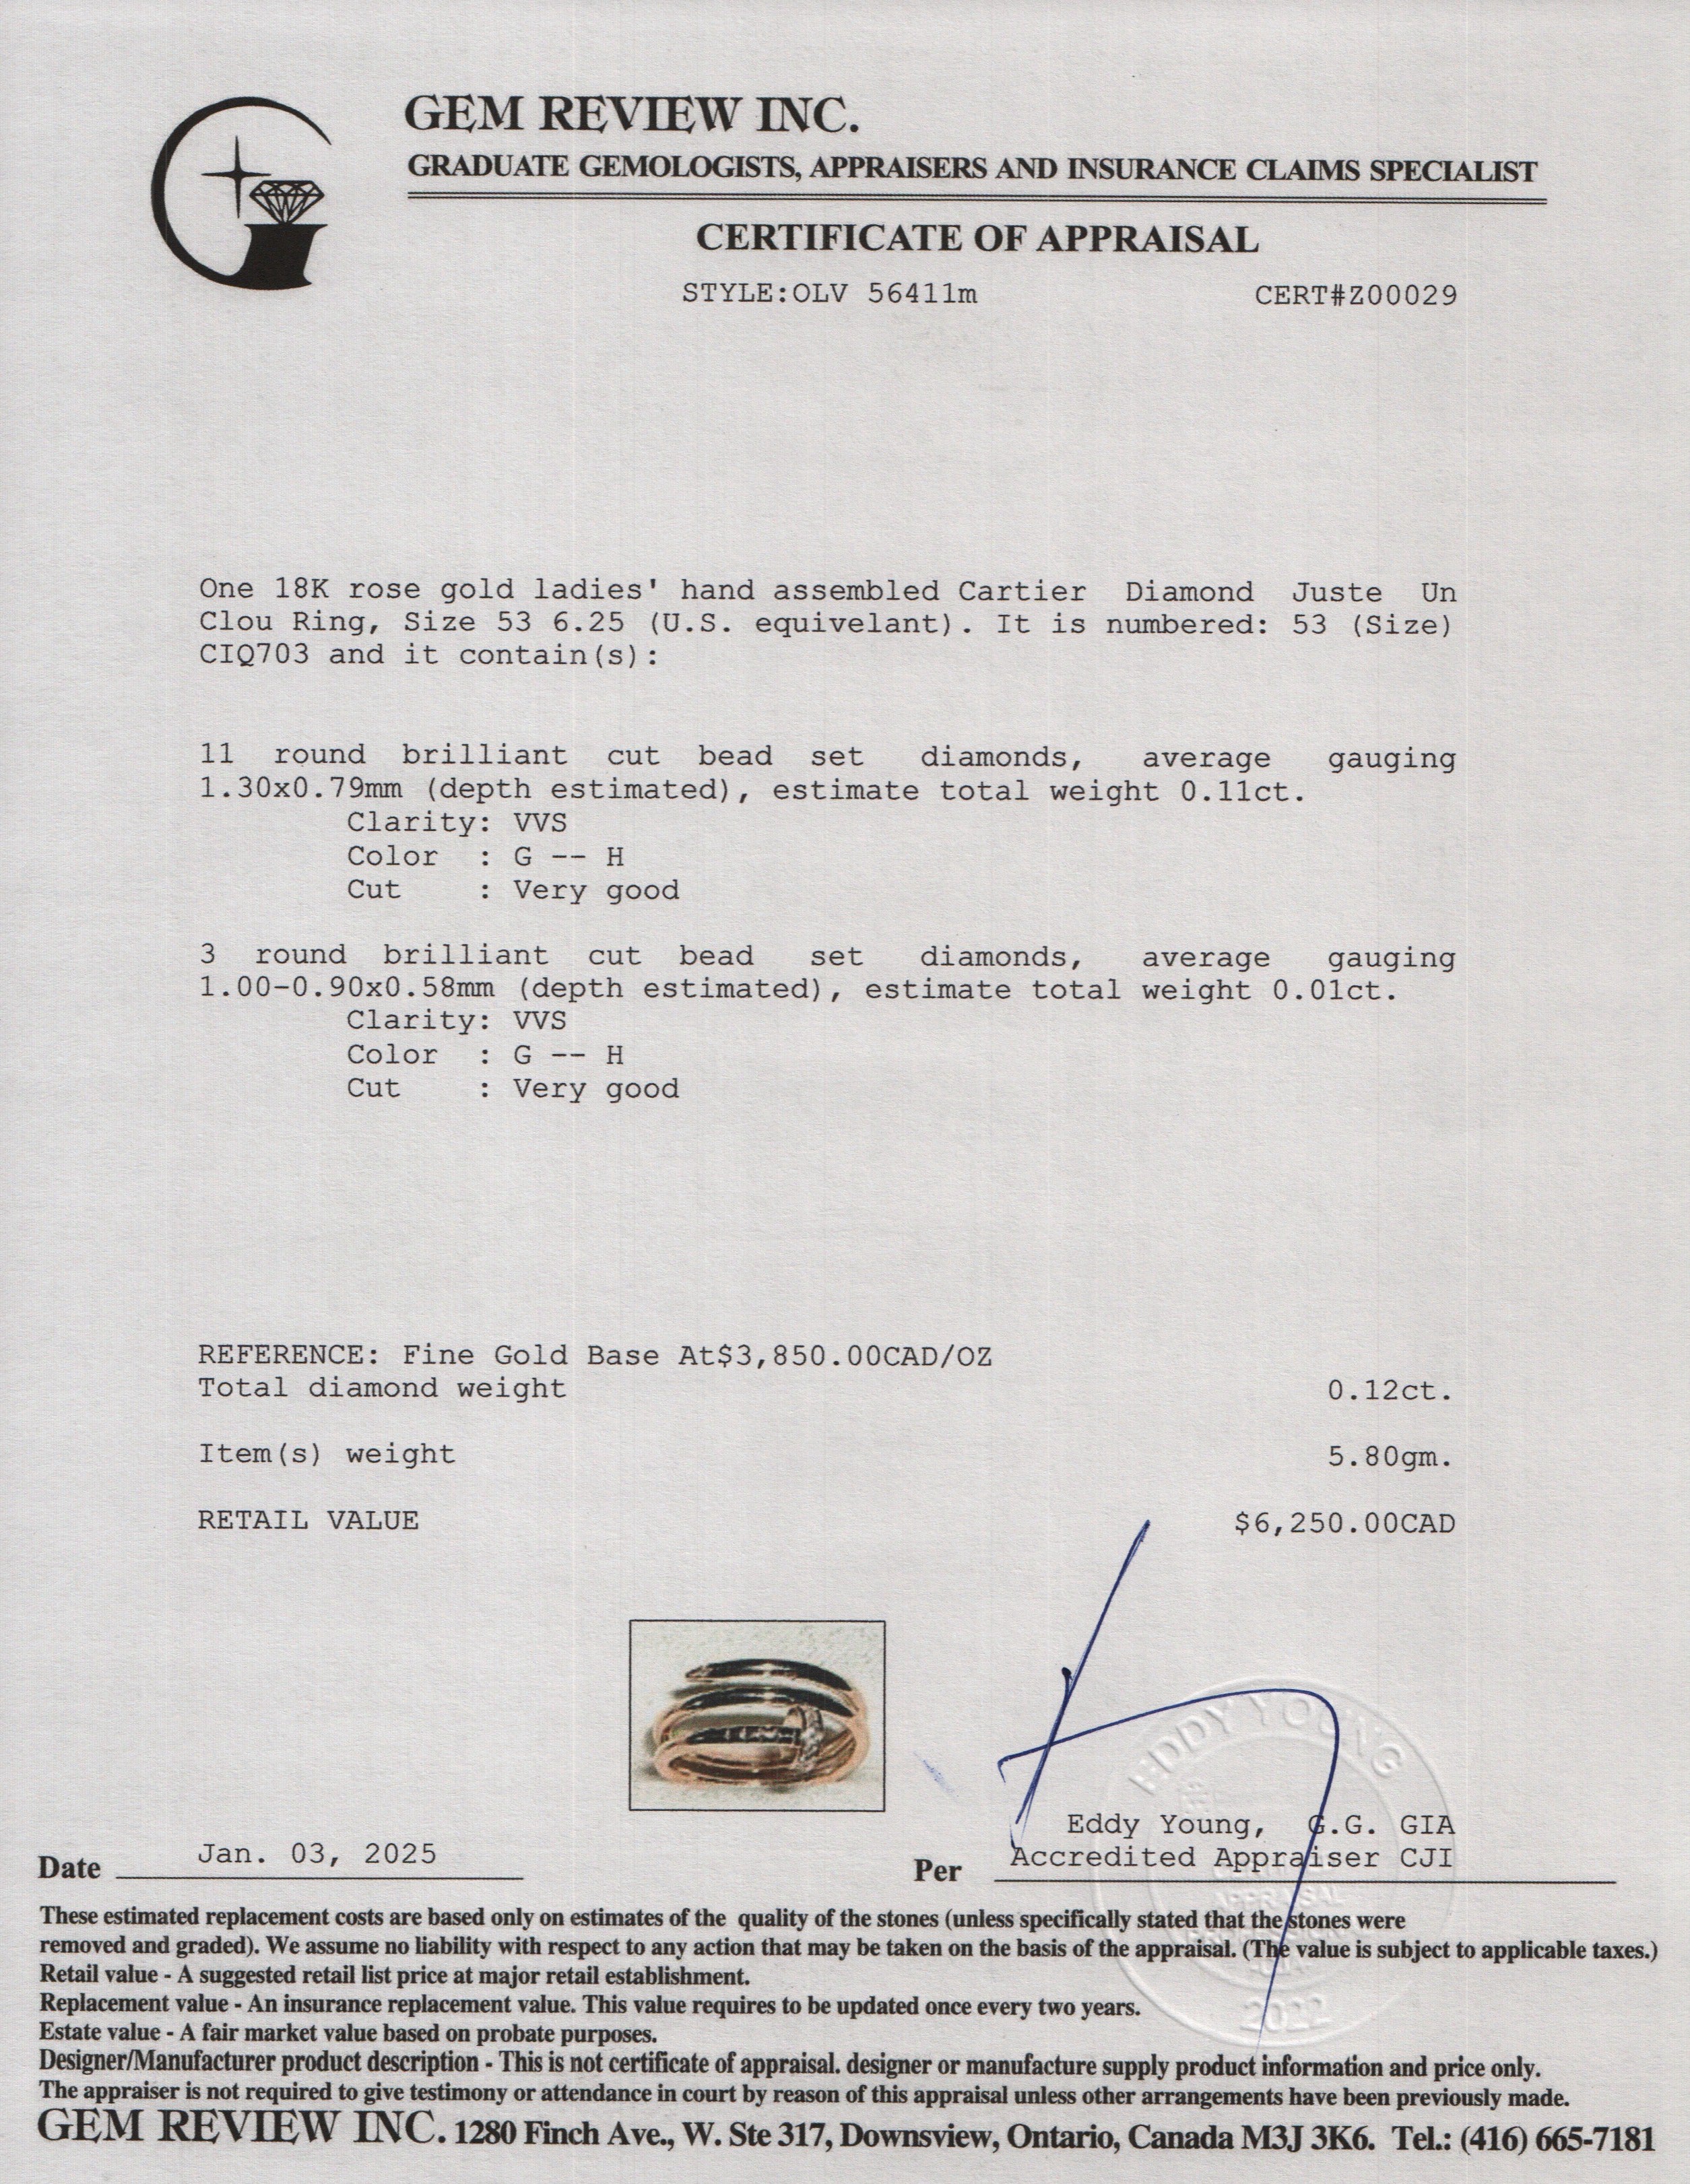 GEM REVIEW INC.
GRADUATE GEMOLOGISTS, APPRAISERS AND INSURANCE CLAIMS SPECIALIST
CERTIFICATE OF APPRAISAL
STYLE:OLV 56411m CERT#Z00029
One 18K rose gold ladies' hand assembled Cartier Diamond Juste Un
Clou Ring, Size 53 6.25 (U.S. equivelant). It is numbered: 53 (Size)
CIQ703 and it contain(s):
11 round brilliant cut bead set diamonds, average gauging
1.30x0.79mm (depth estimated), estimate total weight 0.11ct.
Clarity: VVS
Color : G -- H
Cut : Very good
3 round brilliant cut bead set diamonds, average gauging
1.00-0.90x0.58mm (depth estimated), estimate total weight 0.01ct.
Clarity: VVS
Color : G -- H
Cut : Very good
REFERENCE: Fine Gold Base At$3,850.00CAD/OZ
Total diamond weight 0.12ct.
Item(s) weight 5.80gm.
RETAIL VALUE $6,250.00CAD
EDDY YOUNG
Eddy Young, G.G. GIA
Date Jan. 03, 2025 Per Accredited Appraiser CJI
APPRAISAL
2022
These estimated replacement costs are based only on estimates of the quality of the stones (unless specifically stated that the stones were
removed and graded). We assume no liability with respect to any action that may be taken on the basis of the appraisal. (The value is subject to applicable taxes.)
Retail value - A suggested retail list price at major retail establishment.
Replacement value - An insurance replacement value. This value requires to be updated once every two years.
Estate value - A fair market value based on probate purposes.
Designer/Manufacturer product description - This is not certificate of appraisal. designer or manufacture supply product information and price only.
The appraiser is not required to give testimony or attendance in court by reason of this appraisal unless other arrangements have been previously made.
GEM REVIEW INC. 1280 Finch Ave., W. Ste 317, Downsview, Ontario, Canada M3J 3K6. Tel.: (416) 665-7181